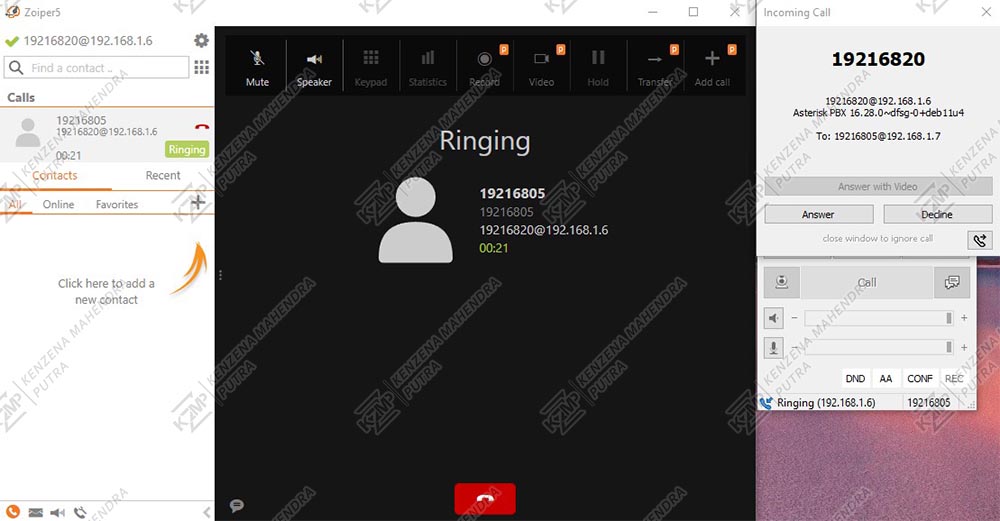 Zoiper5
19216820@192.168.1.6
Find a contact ..
Calls
19216805
19216820@192.168.1.6
00:21
Ringing
Contacts
Recent
All
Online
Favorites
Click here to add a
new contact
Mute
Speaker
Keypad
Statistics
Record
P
Video
P
Hold
Transfer
P
Add call
P
Ringing
19216805
19216805
19216820@192.168.1.6
00:21
Incoming Call
19216820
19216820@192.168.1.6
Asterisk PBX 16.28.0~dfsg-0+deb11u4
To: 19216805@192.168.1.7
Answer with Video
Answer
Decline
close window to ignore call
Call
DND
AA
CONF
REC
Ringing (192.168.1.6)
19216805
KZMP
KENZENA MAHENDRA
PUTRA